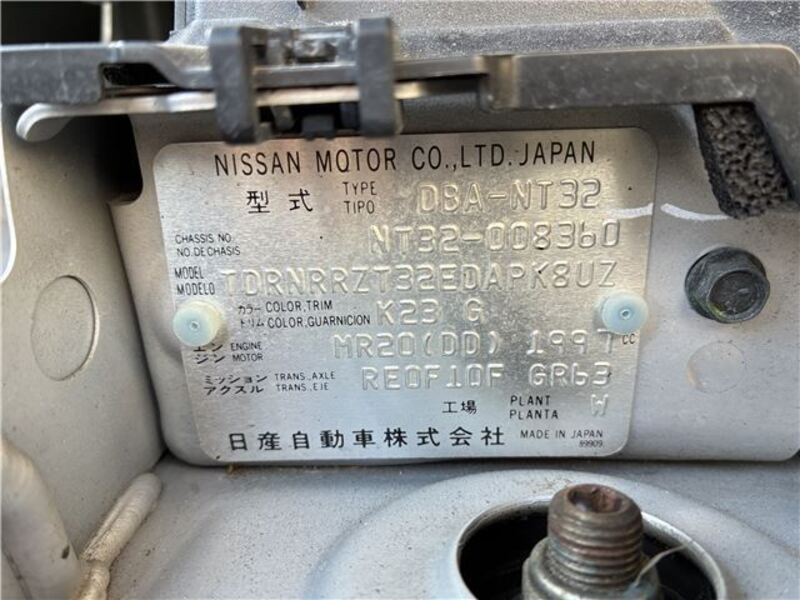 NISSAN MOTOR CO.,LTD. JAPAN
型式 TYPE TIPO DBA-NT32
CHASSIS NO. NO. DE CHASIS NT32-008360
MODEL MODELO TDRNRRZT32EDAPK8UZ
カラー トリム COLOR,TRIM COLOR,GUARNICION K23 G
エンジン ENGINE MOTOR MR20(DD) 1997 CC
ミッション アクスル TRANS.,AXLE TRANS.,EJE RE0F10F GR63
工場 PLANT PLANTA W
日産自動車株式会社 MADE IN JAPAN
89909